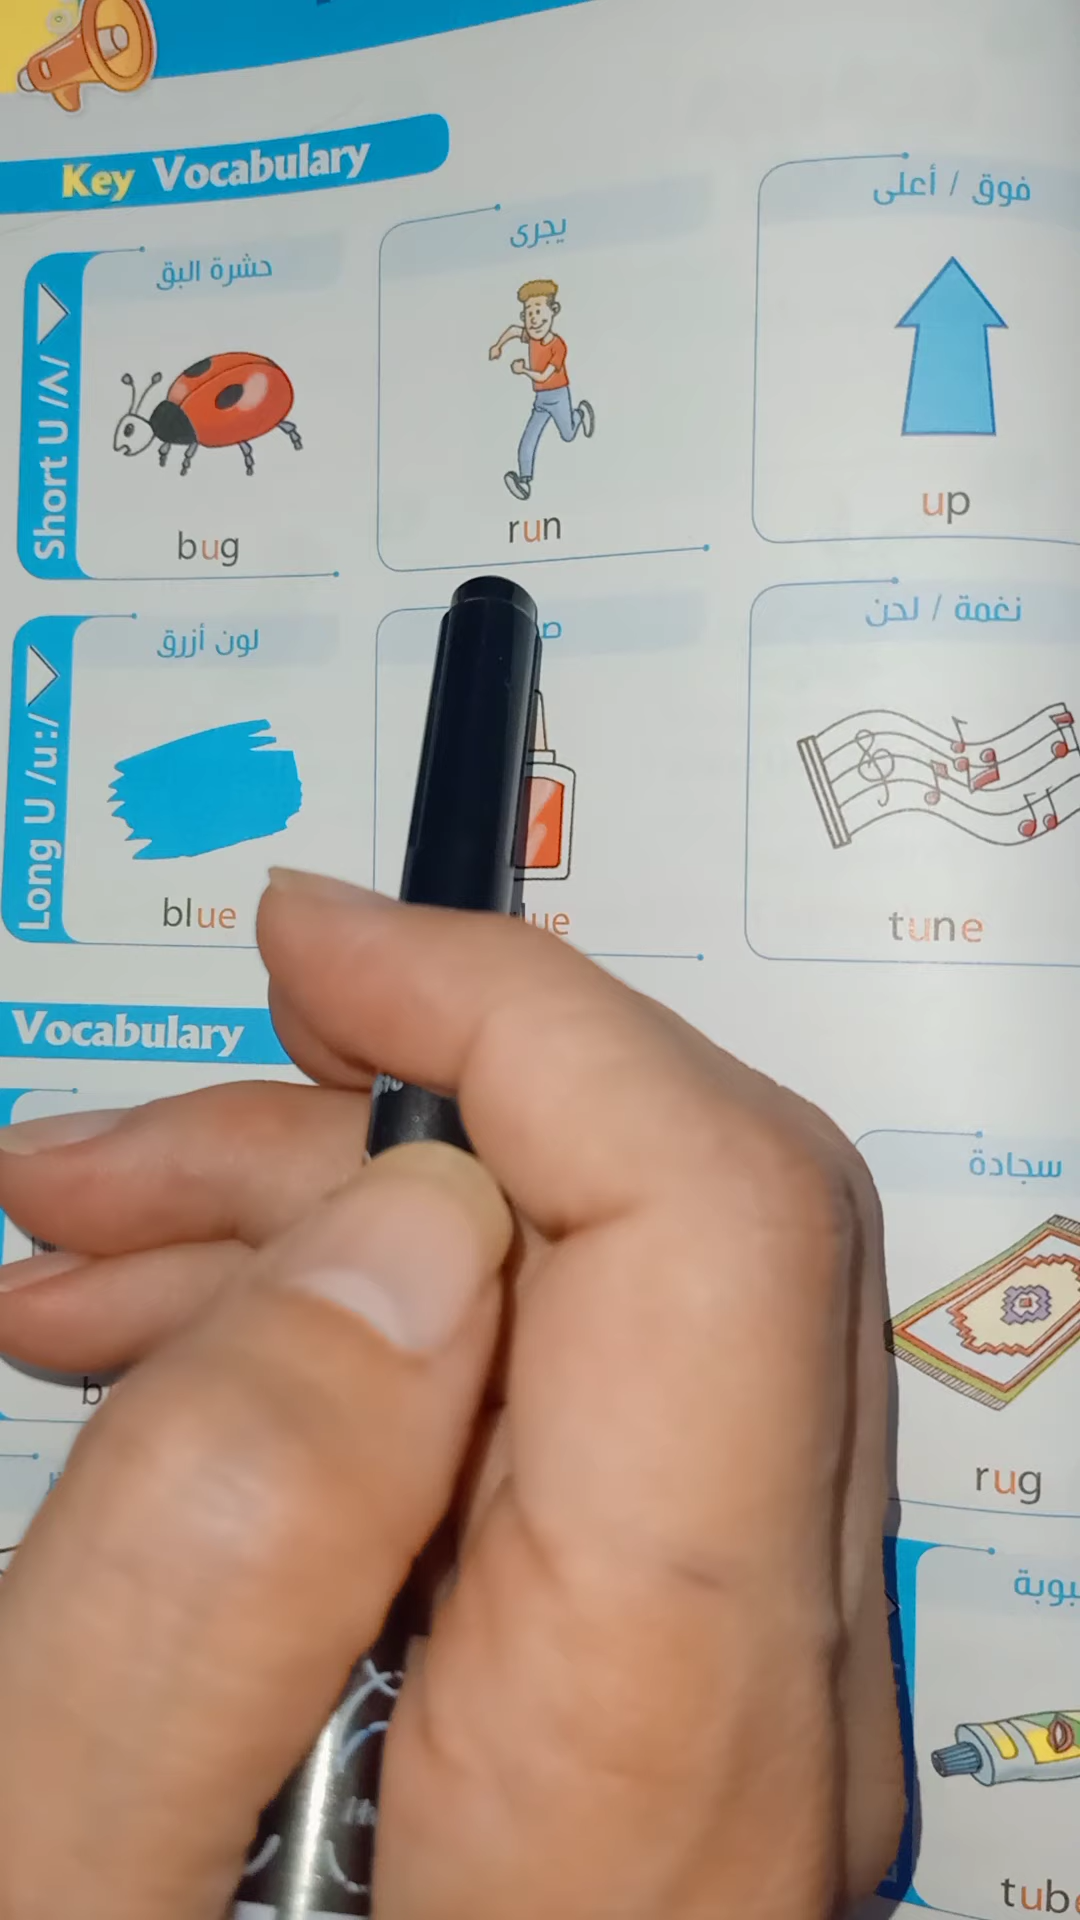 Key Vocabulary
Short U /ʌ/
حشرة البق
bug
يجرى
run
فوق / أعلى
up
Long U /u:/
لون أزرق
blue
نغمة / لحن
tune
Vocabulary
سجادة
rug